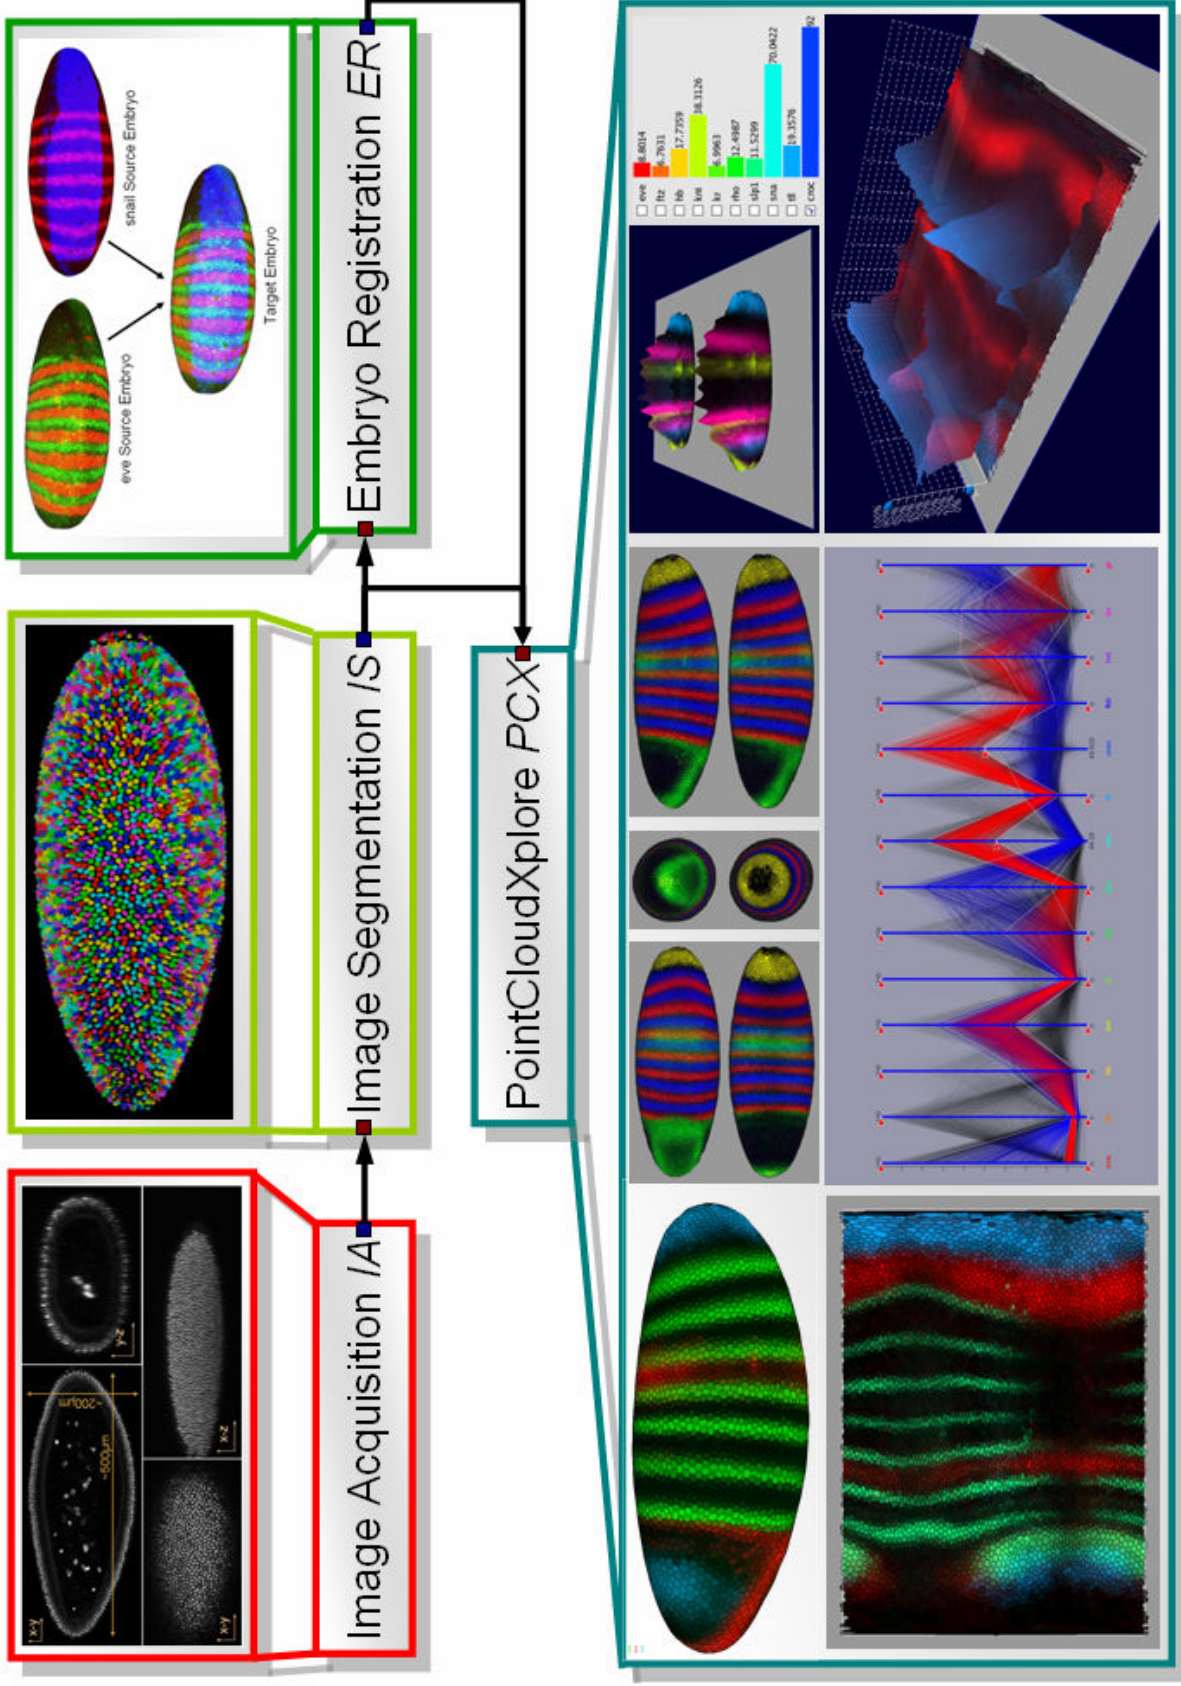 x-y
~200µm
~500µm
y-z
x-y
x-z
Image Acquisition IA
Image Segmentation IS
eve Source Embryo
snail Source Embryo
Target Embryo
Embryo Registration ER
PointCloudXplore PCX
eve 8.8014
ftz 6.7631
hb 17.7359
kni 38.3126
kr 6.9963
rho 12.4987
slp1 11.5299
sna 70.0422
tll 19.3576
croc 92